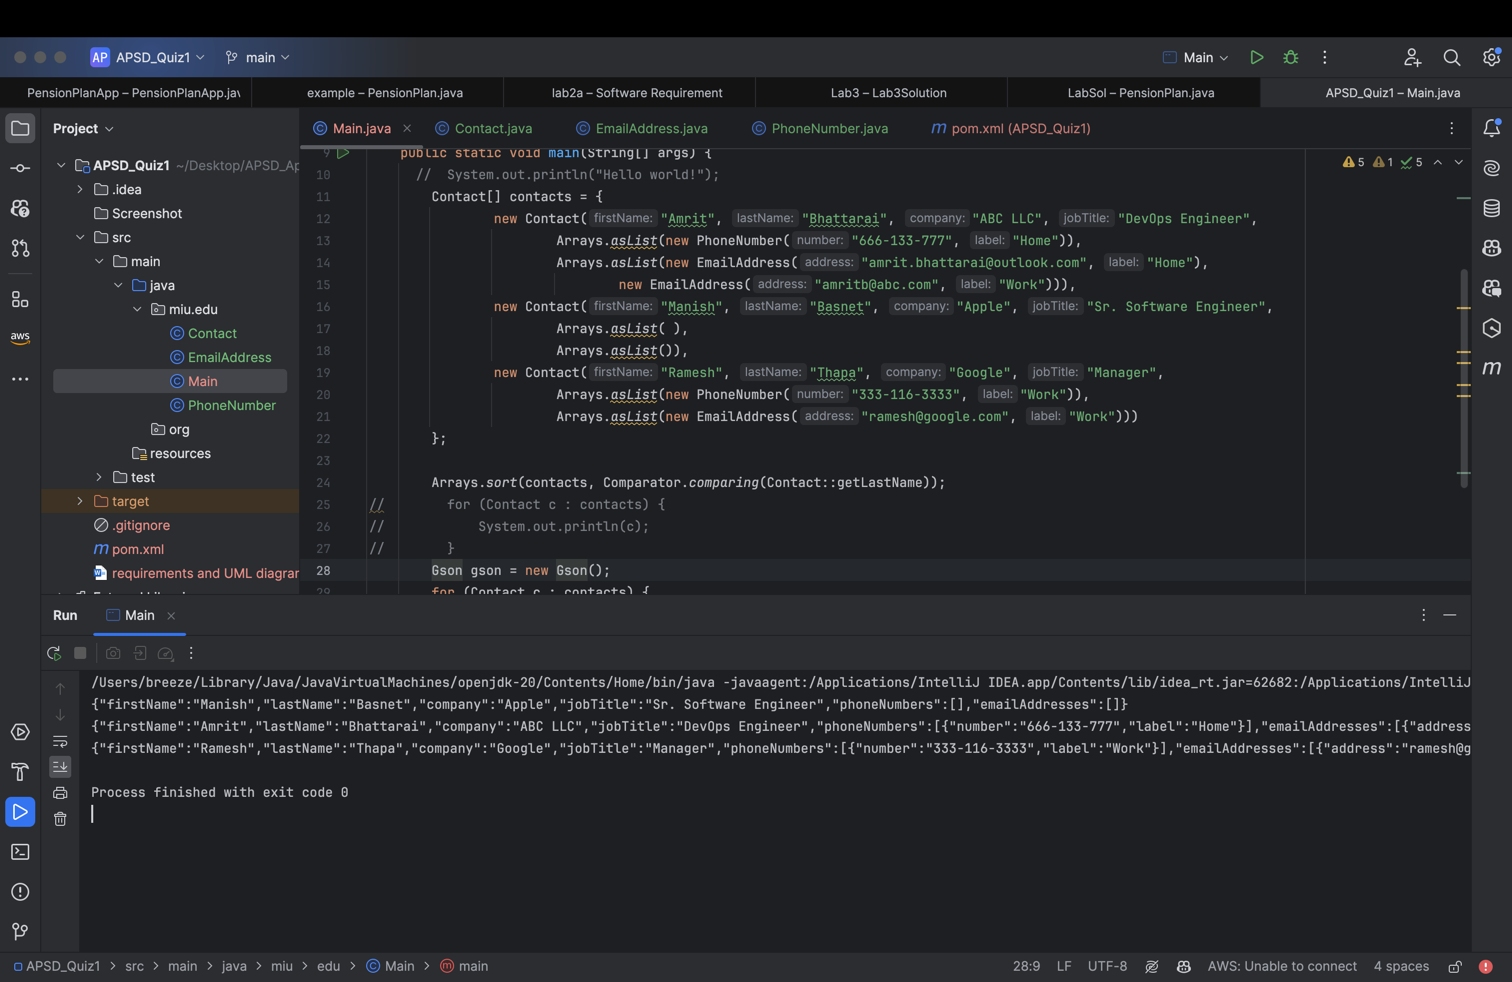 AP APSD_Quiz1 main Main
PensionPlanApp – PensionPlanApp.jav example – PensionPlan.java lab2a – Software Requirement Lab3 – Lab3Solution LabSol – PensionPlan.java APSD_Quiz1 – Main.java
Project
Main.java Contact.java EmailAddress.java PhoneNumber.java pom.xml (APSD_Quiz1)
APSD_Quiz1 ~/Desktop/APSD_Ap
.idea
Screenshot
src
main
java
miu.edu
Contact
EmailAddress
Main
PhoneNumber
org
resources
test
target
.gitignore
pom.xml
requirements and UML diagrar
aws
5 1 5
9 public static void main(String[] args) {
10 // System.out.println("Hello world!");
11 Contact[] contacts = {
12 new Contact( firstName: "Amrit", lastName: "Bhattarai", company: "ABC LLC", jobTitle: "DevOps Engineer",
13 Arrays.asList(new PhoneNumber( number: "666-133-777", label: "Home")),
14 Arrays.asList(new EmailAddress( address: "amrit.bhattarai@outlook.com", label: "Home"),
15 new EmailAddress( address: "amritb@abc.com", label: "Work"))),
16 new Contact( firstName: "Manish", lastName: "Basnet", company: "Apple", jobTitle: "Sr. Software Engineer",
17 Arrays.asList( ),
18 Arrays.asList()),
19 new Contact( firstName: "Ramesh", lastName: "Thapa", company: "Google", jobTitle: "Manager",
20 Arrays.asList(new PhoneNumber( number: "333-116-3333", label: "Work")),
21 Arrays.asList(new EmailAddress( address: "ramesh@google.com", label: "Work")))
22 };
23
24 Arrays.sort(contacts, Comparator.comparing(Contact::getLastName));
25 // for (Contact c : contacts) {
26 // System.out.println(c);
27 // }
28 Gson gson = new Gson();
29 for (Contact c : contacts) {
Run Main
/Users/breeze/Library/Java/JavaVirtualMachines/openjdk-20/Contents/Home/bin/java -javaagent:/Applications/IntelliJ IDEA.app/Contents/lib/idea_rt.jar=62682:/Applications/IntelliJ
{"firstName":"Manish","lastName":"Basnet","company":"Apple","jobTitle":"Sr. Software Engineer","phoneNumbers":[],"emailAddresses":[]}
{"firstName":"Amrit","lastName":"Bhattarai","company":"ABC LLC","jobTitle":"DevOps Engineer","phoneNumbers":[{"number":"666-133-777","label":"Home"}],"emailAddresses":[{"address
{"firstName":"Ramesh","lastName":"Thapa","company":"Google","jobTitle":"Manager","phoneNumbers":[{"number":"333-116-3333","label":"Work"}],"emailAddresses":[{"address":"ramesh@g
Process finished with exit code 0
APSD_Quiz1 > src > main > java > miu > edu > Main > main 28:9 LF UTF-8 AWS: Unable to connect 4 spaces